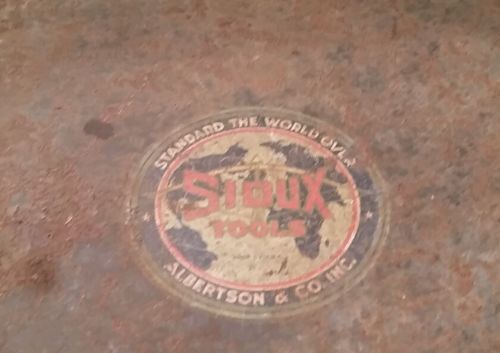 STANDARD THE WORLD OVER
SIOUX
TOOLS
ALBERTSON & CO. INC.